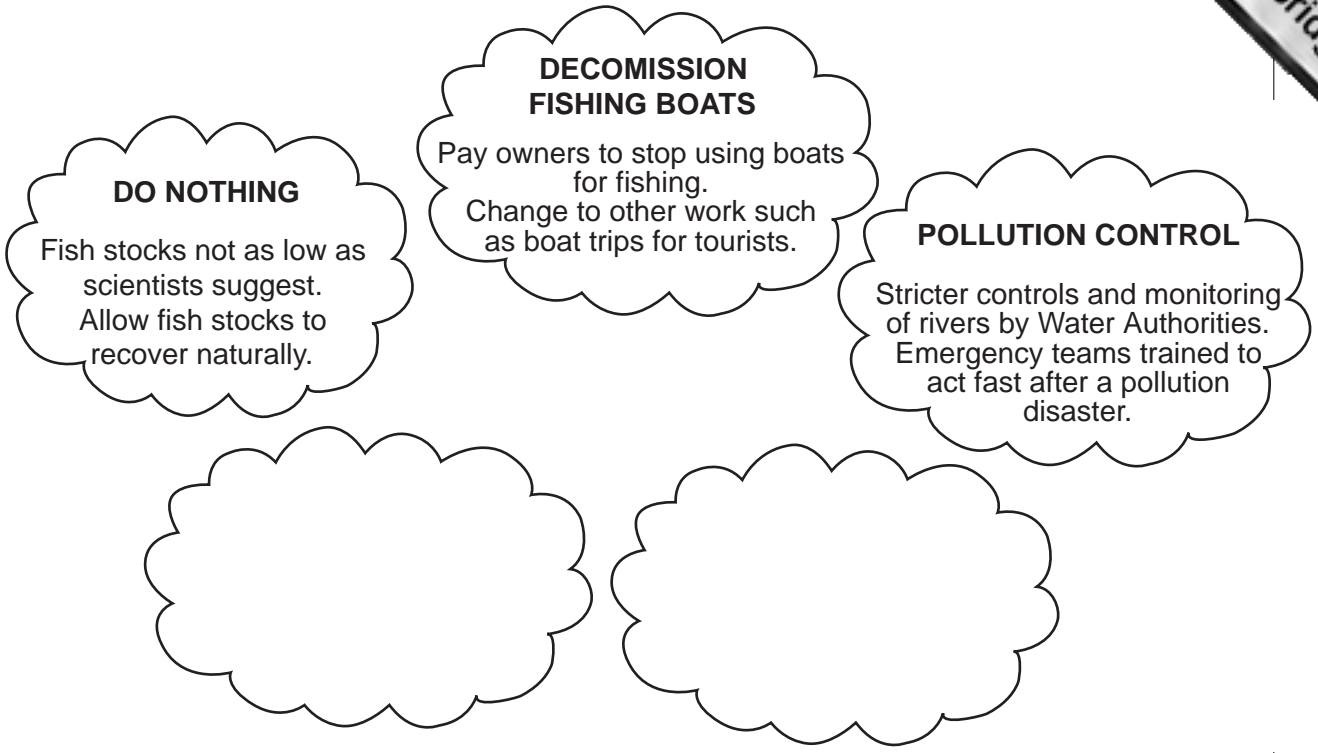 DO NOTHING
Fish stocks not as low as
scientists suggest.
Allow fish stocks to
recover naturally.
DECOMISSION
FISHING BOATS
Pay owners to stop using boats
for fishing.
Change to other work such
as boat trips for tourists.
POLLUTION CONTROL
Stricter controls and monitoring
of rivers by Water Authorities.
Emergency teams trained to
act fast after a pollution
disaster.